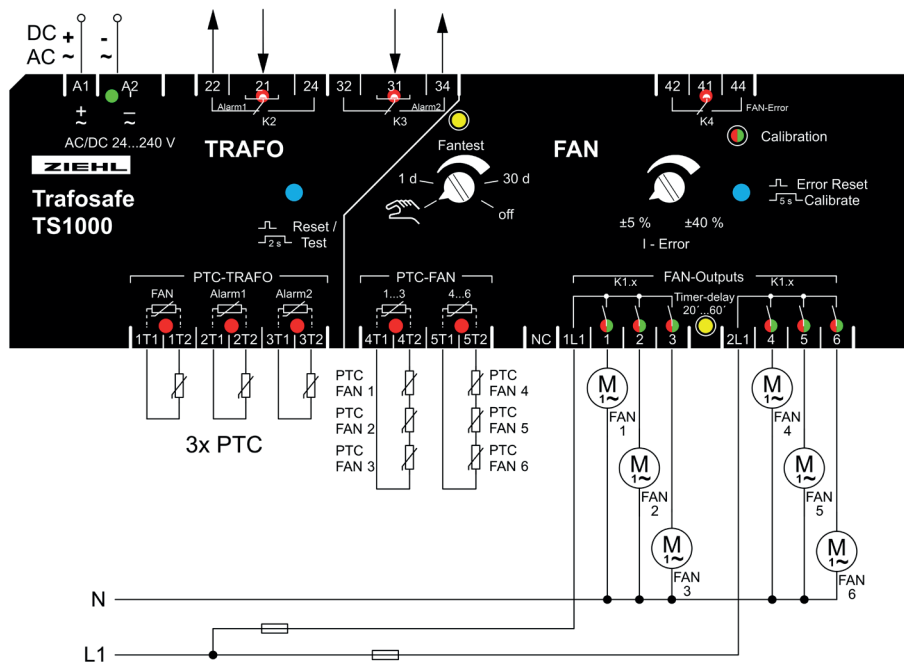 DC + -
AC ~ ~
A1 A2 22 21 24 32 31 34 42 41 44
Alarm1 Alarm2 FAN-Error
K2 K3 K4
+ –
~ ~
AC/DC 24...240 V
TRAFO
Fantest
FAN
Calibration
ZIEHL
1 d 30 d
off
Trafosafe
TS1000
Reset /
2 s Test
±5 % ±40 %
I - Error
Error Reset
5 s Calibrate
PTC-TRAFO PTC-FAN FAN-Outputs
FAN Alarm1 Alarm2 1...3 4...6 K1.x Timer-delay K1.x
20´...60´
1T1 1T2 2T1 2T2 3T1 3T2 4T1 4T2 5T1 5T2 NC 1L1 1 2 3 2L1 4 5 6
3x PTC
PTC
FAN 1
PTC
FAN 2
PTC
FAN 3
PTC
FAN 4
PTC
FAN 5
PTC
FAN 6
M
1~
FAN
1
M
1~
FAN
2
M
1~
FAN
3
M
1~
FAN
4
M
1~
FAN
5
M
1~
FAN
6
N
L1